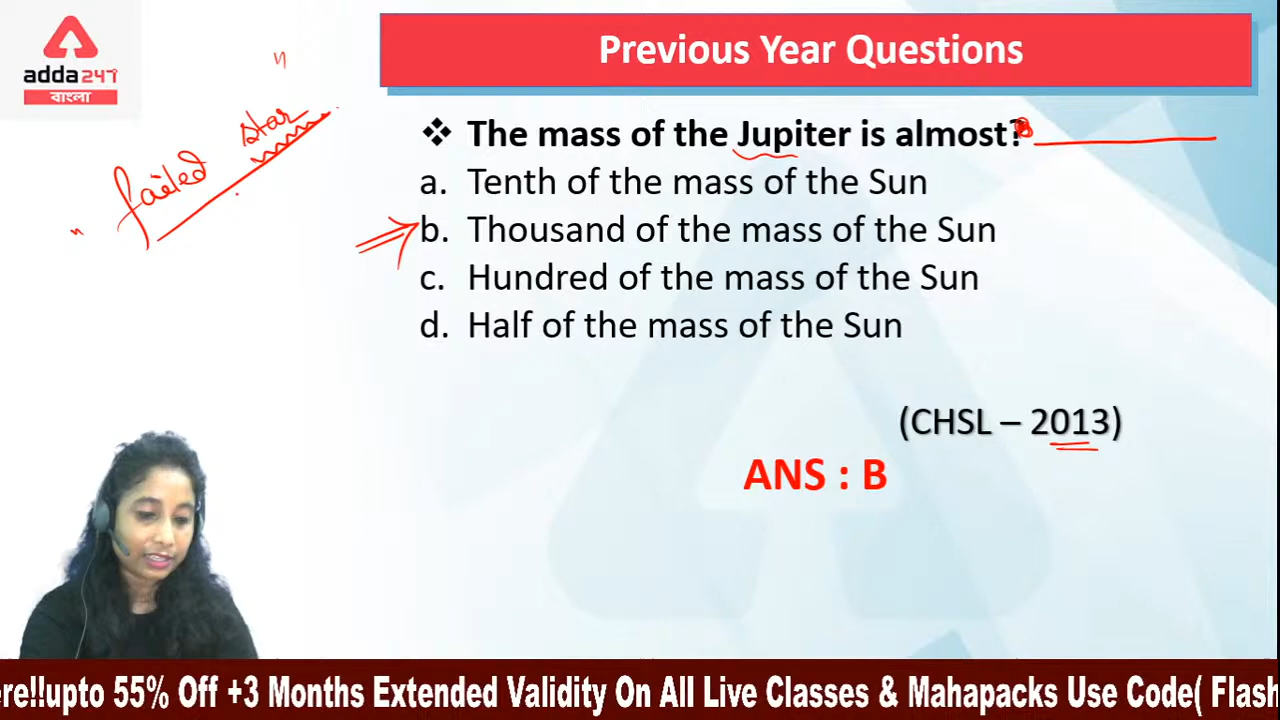 adda247
বাংলা
" failed star "
Previous Year Questions
❖ The mass of the Jupiter is almost?
a. Tenth of the mass of the Sun
b. Thousand of the mass of the Sun
c. Hundred of the mass of the Sun
d. Half of the mass of the Sun
(CHSL – 2013)
ANS : B
re!!upto 55% Off +3 Months Extended Validity On All Live Classes & Mahapacks Use Code( Flash